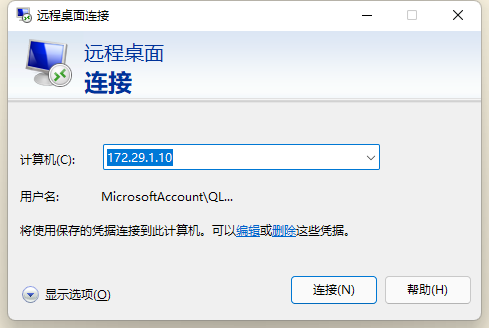 远程桌面连接
远程桌面
连接
计算机(C):
172.29.1.10
用户名:
MicrosoftAccount\QL...
将使用保存的凭据连接到此计算机。可以编辑或删除这些凭据。
显示选项(O)
连接(N)
帮助(H)